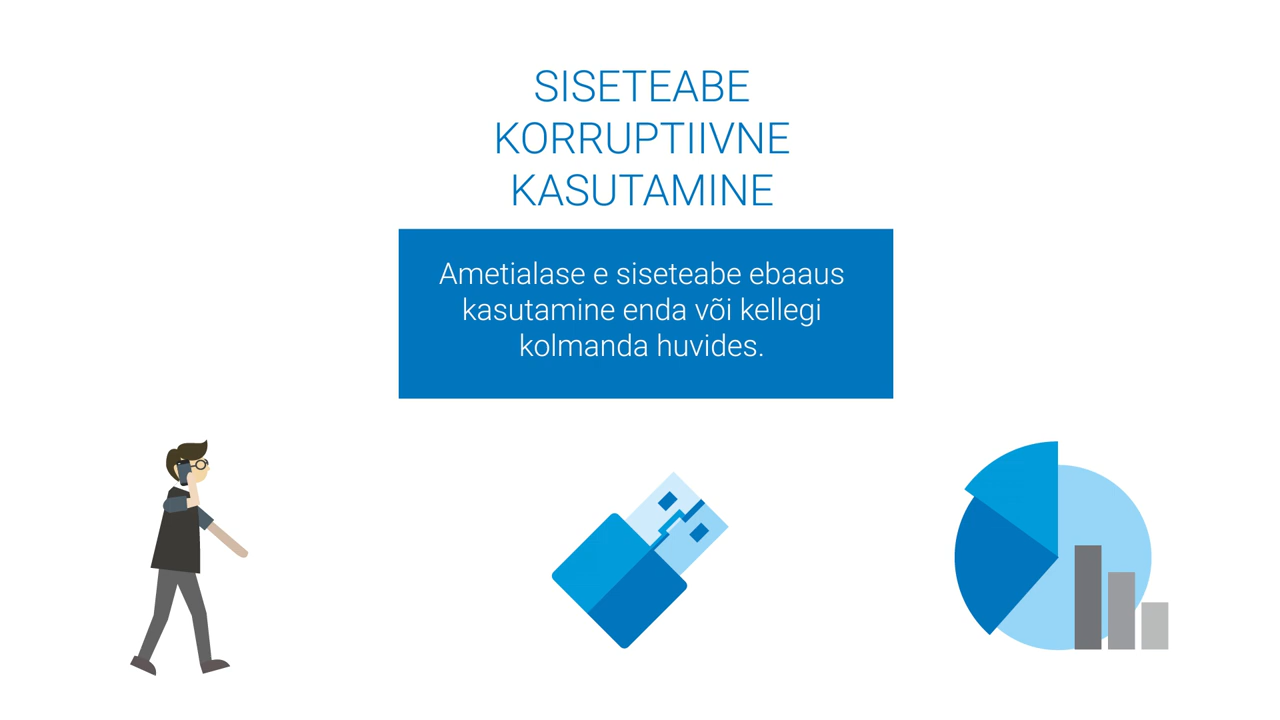 SISETEABE
KORRUPTIIVNE
KASUTAMINE
Ametialase e siseteabe ebaaus
kasutamine enda või kellegi
kolmanda huvides.